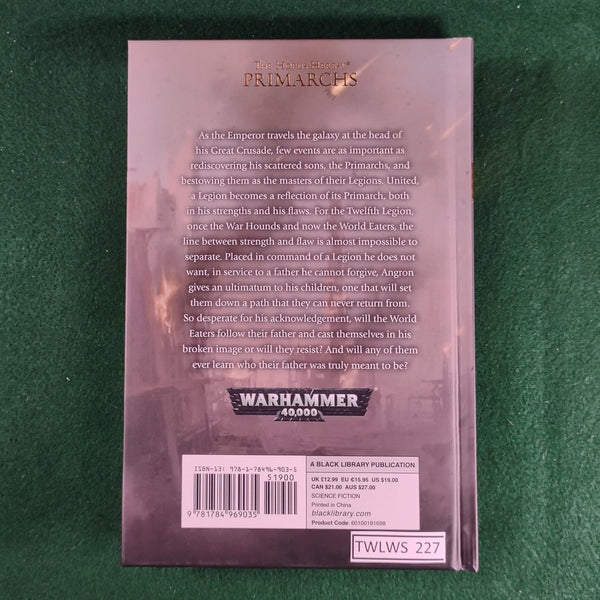 THE HORUS HERESY®
PRIMARCHS
As the Emperor travels the galaxy at the head of
his Great Crusade, few events are as important as
rediscovering his scattered sons, the Primarchs, and
bestowing them as the masters of their Legions. United,
a Legion becomes a reflection of its Primarch, both
in his strengths and his flaws. For the Twelfth Legion,
once the War Hounds and now the World Eaters, the
line between strength and flaw is almost impossible to
separate. Placed in command of a Legion he does not
want, in service to a father he cannot forgive, Angron
gives an ultimatum to his children, one that will set
them down a path that they can never return from.
So desperate for his acknowledgement, will the World
Eaters follow their father and cast themselves in his
broken image or will they resist? And will any of them
ever learn who their father was truly meant to be?
WARHAMMER
40,000
ISBN-13: 978-1-78496-903-5
51900
9 781784 969035
A BLACK LIBRARY PUBLICATION
UK £12.99 EU €15.95 US $19.00
CAN $21.00 AUS $27.00
SCIENCE FICTION
Printed in China
blacklibrary.com
Product Code: 60100181698
TWLWS 227